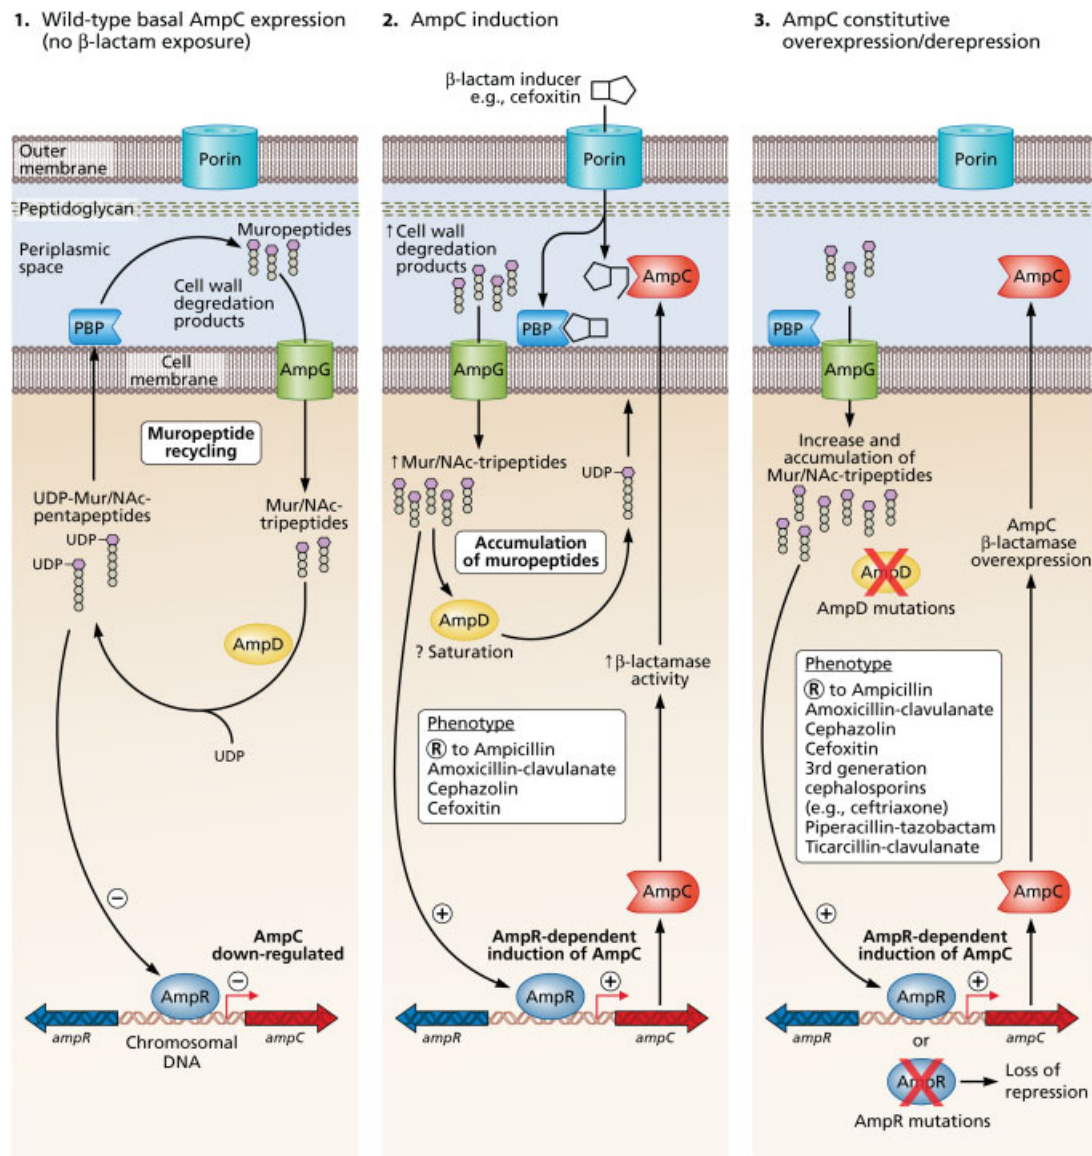 1. Wild-type basal AmpC expression
(no β-lactam exposure)
Outer
membrane
Porin
Peptidoglycan
Periplasmic
space
Muropeptides
Cell wall
degredation
products
PBP
Cell
membrane
AmpG
Muropeptide
recycling
UDP-Mur/NAc-
pentapeptides
UDP
UDP
Mur/NAc-
tripeptides
AmpD
UDP
−
AmpC
down-regulated
−
AmpR
ampR
Chromosomal
DNA
ampC
2. AmpC induction
β-lactam inducer
e.g., cefoxitin
Porin
↑Cell wall
degredation
products
AmpC
PBP
AmpG
↑Mur/NAc-tripeptides
UDP
Accumulation
of muropeptides
AmpD
? Saturation
↑β-lactamase
activity
Phenotype
Ⓡ to Ampicillin
Amoxicillin-clavulanate
Cephazolin
Cefoxitin
AmpC
+
AmpR-dependent
induction of AmpC
+
AmpR
ampR
ampC
3. AmpC constitutive
overexpression/derepression
Porin
AmpC
PBP
AmpG
Increase and
accumulation of
Mur/NAc-tripeptides
AmpD
AmpD mutations
AmpC
β-lactamase
overexpression
Phenotype
Ⓡ to Ampicillin
Amoxicillin-clavulanate
Cephazolin
Cefoxitin
3rd generation
cephalosporins
(e.g., ceftriaxone)
Piperacillin-tazobactam
Ticarcillin-clavulanate
AmpC
+
AmpR-dependent
induction of AmpC
+
AmpR
ampR
ampC
or
AmpR
Loss of
repression
AmpR mutations